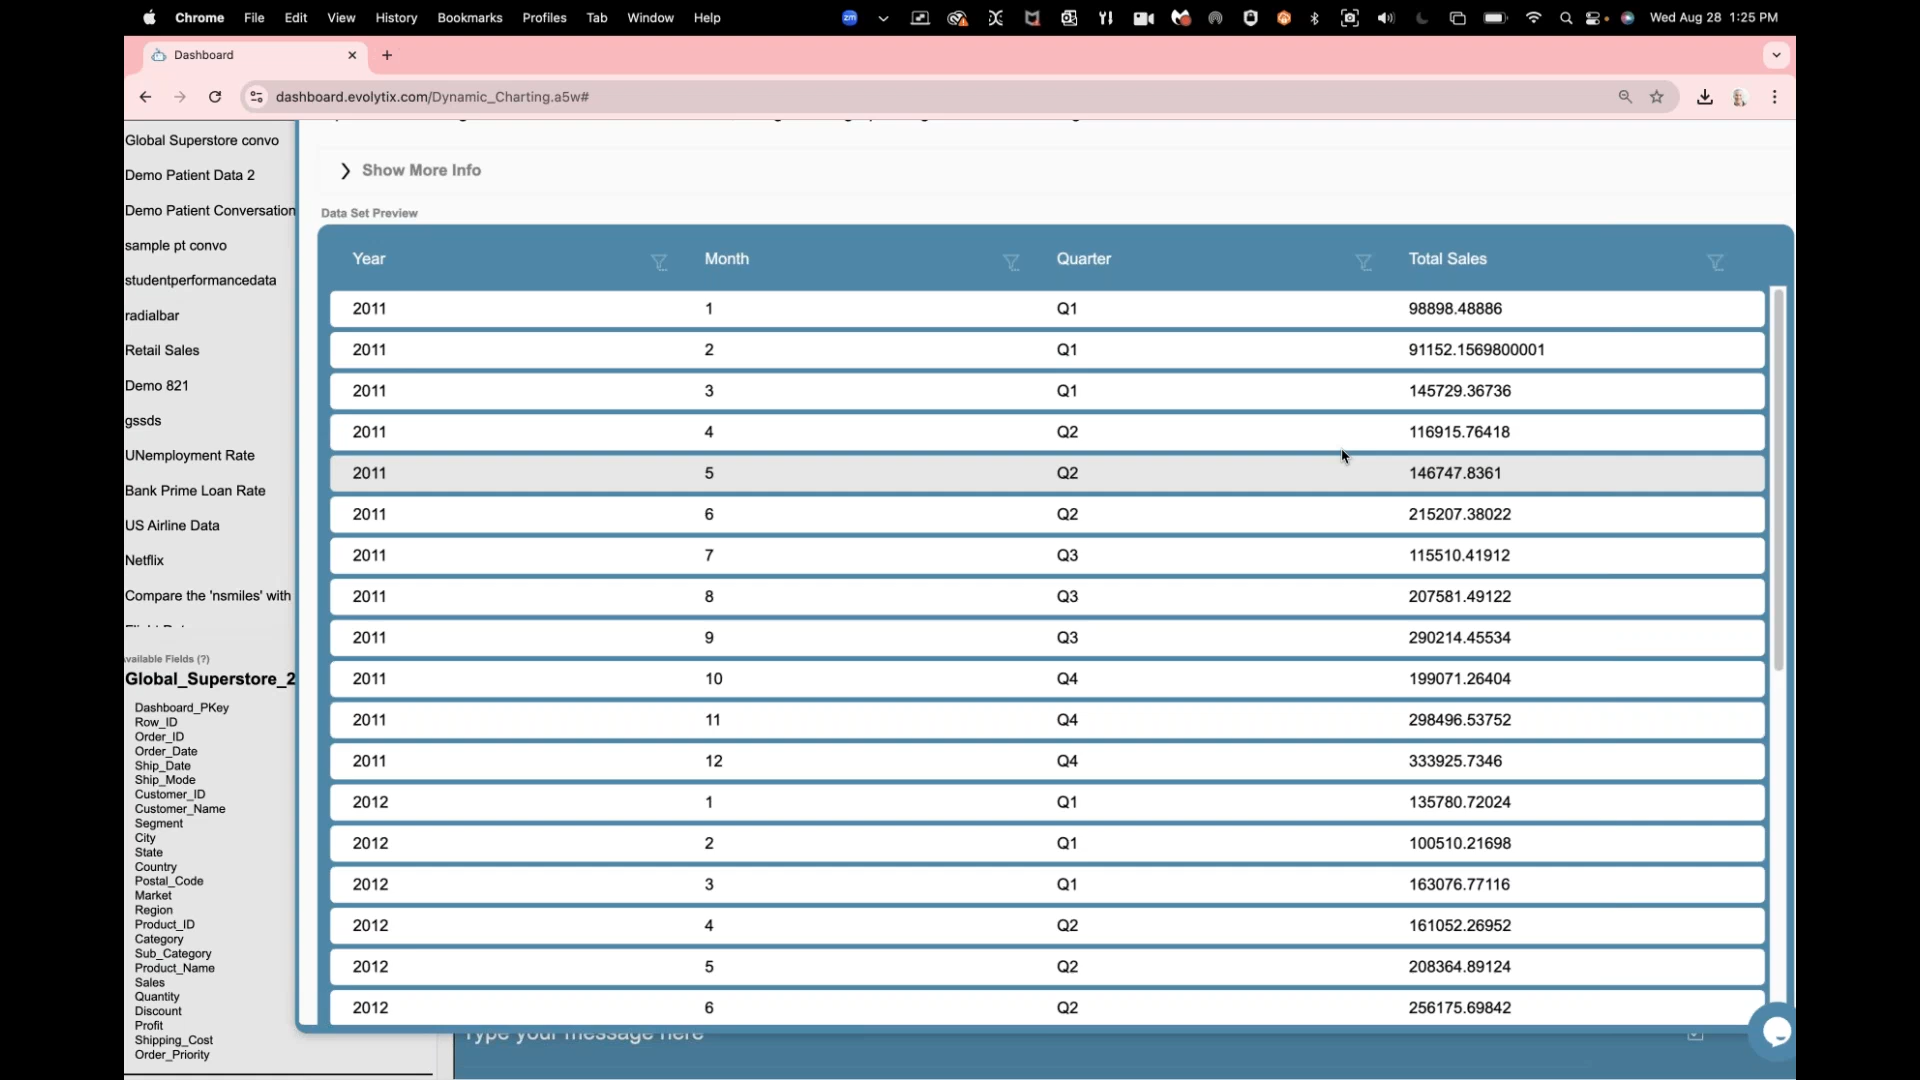 Chrome File Edit View History Bookmarks Profiles Tab Window Help zm Wed Aug 28 1:25 PM
Dashboard
dashboard.evolytix.com/Dynamic_Charting.a5w#
Global Superstore convo
Demo Patient Data 2
Demo Patient Conversation
sample pt convo
studentperformancedata
radialbar
Retail Sales
Demo 821
gssds
UNemployment Rate
Bank Prime Loan Rate
US Airline Data
Netflix
Compare the 'nsmiles' with
vailable Fields (?)
Global_Superstore_2
Dashboard_PKey
Row_ID
Order_ID
Order_Date
Ship_Date
Ship_Mode
Customer_ID
Customer_Name
Segment
City
State
Country
Postal_Code
Market
Region
Product_ID
Category
Sub_Category
Product_Name
Sales
Quantity
Discount
Profit
Shipping_Cost
Order_Priority
Show More Info
Data Set Preview
Year Month Quarter Total Sales
2011 1 Q1 98898.48886
2011 2 Q1 91152.1569800001
2011 3 Q1 145729.36736
2011 4 Q2 116915.76418
2011 5 Q2 146747.8361
2011 6 Q2 215207.38022
2011 7 Q3 115510.41912
2011 8 Q3 207581.49122
2011 9 Q3 290214.45534
2011 10 Q4 199071.26404
2011 11 Q4 298496.53752
2011 12 Q4 333925.7346
2012 1 Q1 135780.72024
2012 2 Q1 100510.21698
2012 3 Q1 163076.77116
2012 4 Q2 161052.26952
2012 5 Q2 208364.89124
2012 6 Q2 256175.69842
Type your message here